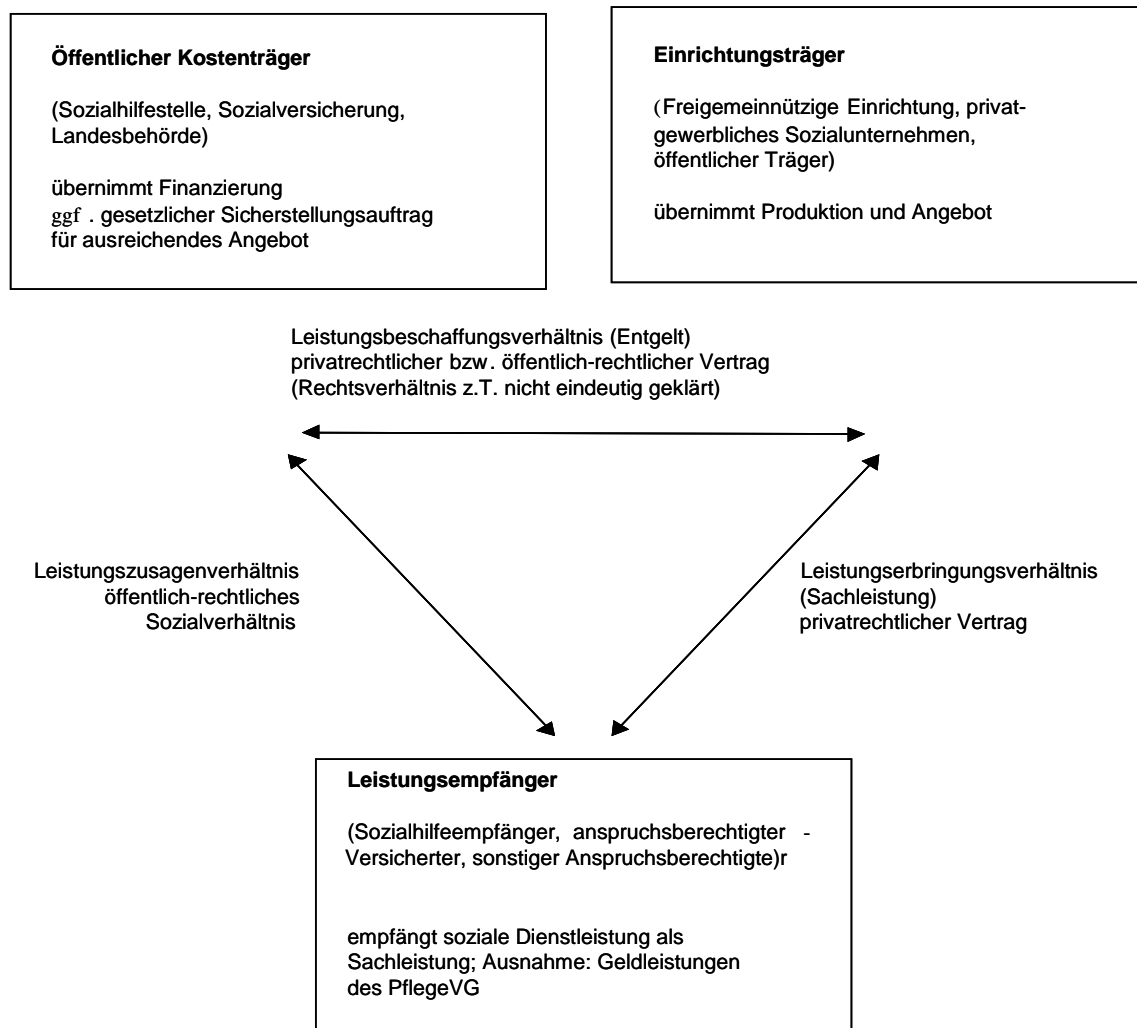 Öffentlicher Kostenträger
(Sozialhilfestelle, Sozialversicherung,
Landesbehörde)
übernimmt Finanzierung
ggf . gesetzlicher Sicherstellungsauftrag
für ausreichendes Angebot
Einrichtungsträger
(Freigemeinnützige Einrichtung, privat-
gewerbliches Sozialunternehmen,
öffentlicher Träger)
übernimmt Produktion und Angebot
Leistungsbeschaffungsverhältnis (Entgelt)
privatrechtlicher bzw. öffentlich-rechtlicher Vertrag
(Rechtsverhältnis z.T. nicht eindeutig geklärt)
Leistungszusagenverhältnis
öffentlich-rechtliches
Sozialverhältnis
Leistungserbringungsverhältnis
(Sachleistung)
privatrechtlicher Vertrag
Leistungsempfänger
(Sozialhilfeempfänger, anspruchsberechtigter -
Versicherter, sonstiger Anspruchsberechtigte)r
empfängt soziale Dienstleistung als
Sachleistung; Ausnahme: Geldleistungen
des PflegeVG